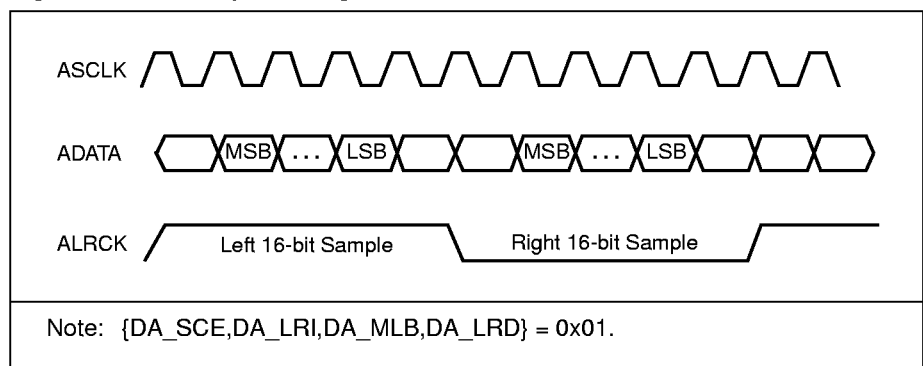 ASCLK
ADATA MSB ... LSB MSB ... LSB
ALRCK Left 16-bit Sample Right 16-bit Sample
Note: {DA_SCE,DA_LRI,DA_MLB,DA_LRD} = 0x01.